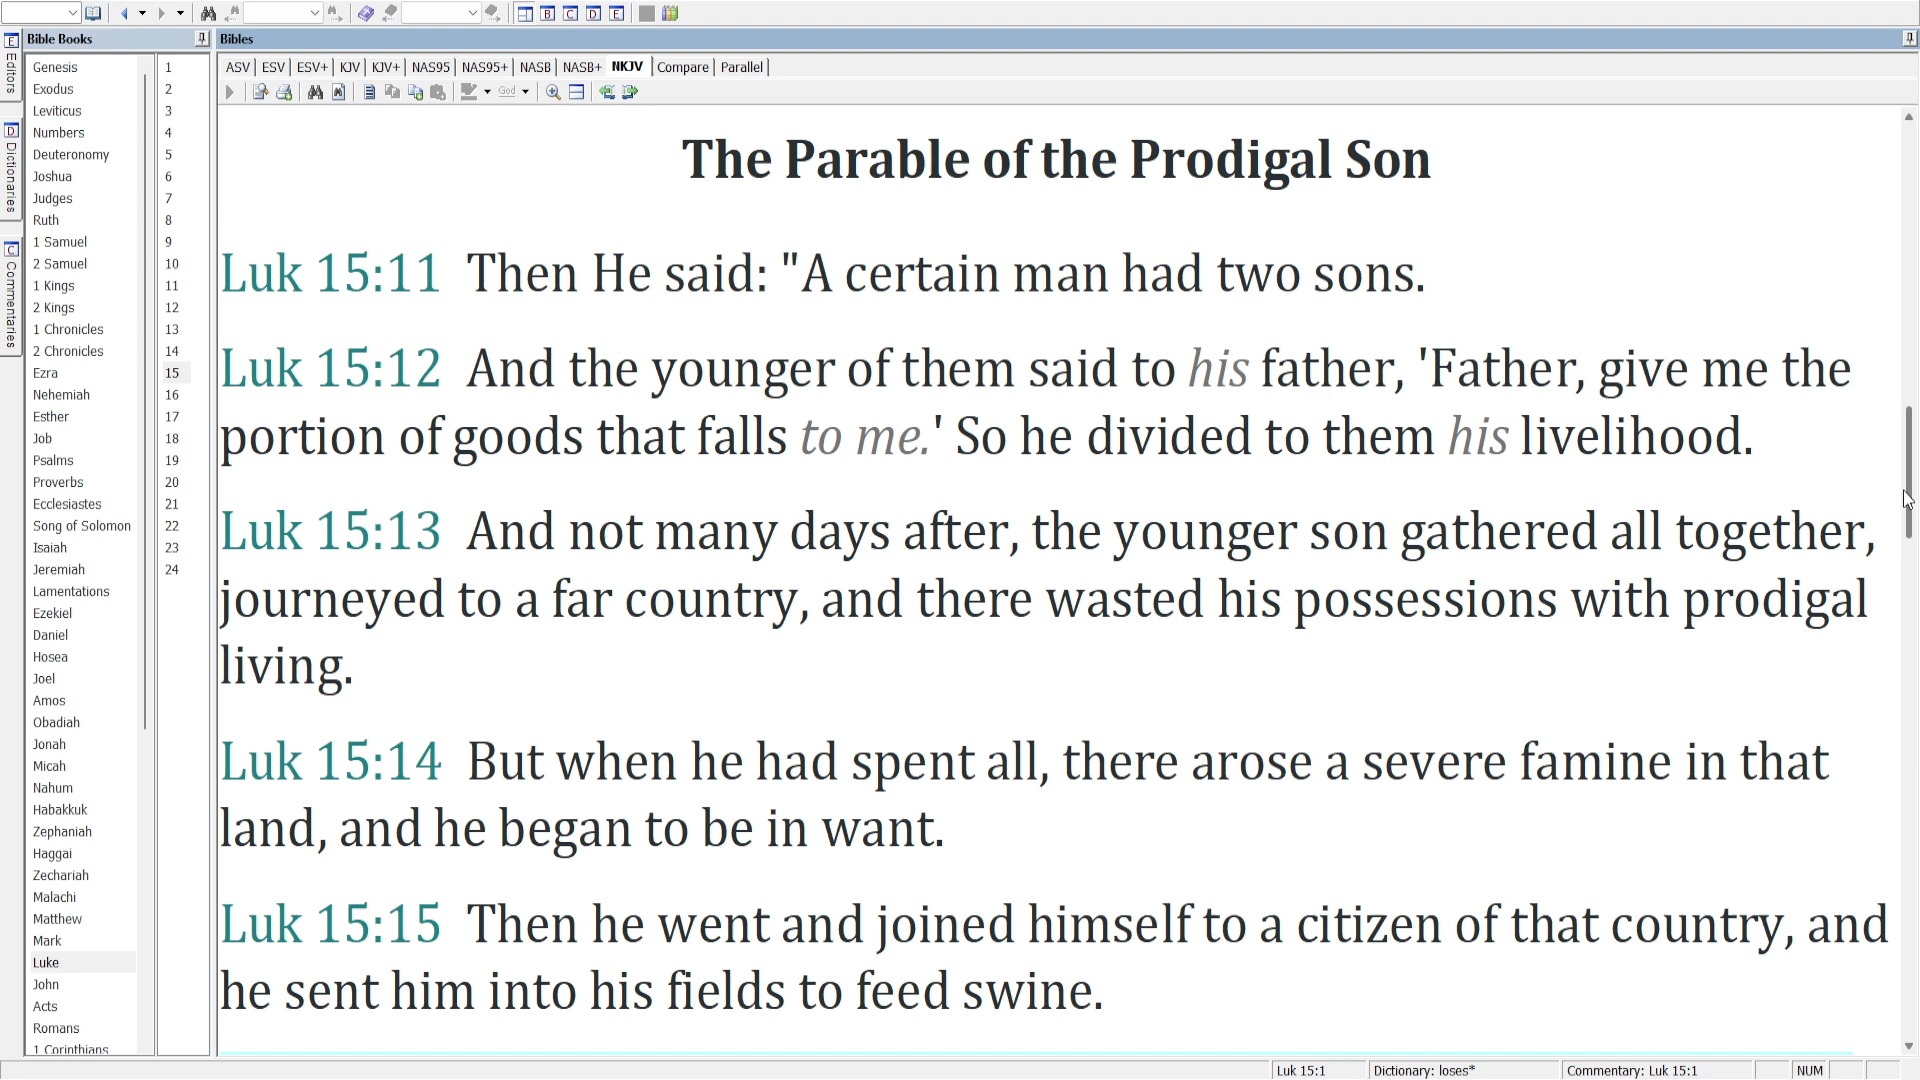 Bible Books
Bibles
Editors
Dictionaries
Commentaries
Genesis
Exodus
Leviticus
Numbers
Deuteronomy
Joshua
Judges
Ruth
1 Samuel
2 Samuel
1 Kings
2 Kings
1 Chronicles
2 Chronicles
Ezra
Nehemiah
Esther
Job
Psalms
Proverbs
Ecclesiastes
Song of Solomon
Isaiah
Jeremiah
Lamentations
Ezekiel
Daniel
Hosea
Joel
Amos
Obadiah
Jonah
Micah
Nahum
Habakkuk
Zephaniah
Haggai
Zechariah
Malachi
Matthew
Mark
Luke
John
Acts
Romans
1 Corinthians
1
2
3
4
5
6
7
8
9
10
11
12
13
14
15
16
17
18
19
20
21
22
23
24
ASV ESV ESV+ KJV KJV+ NAS95 NAS95+ NASB NASB+ NKJV Compare Parallel
God
The Parable of the Prodigal Son
Luk 15:11 Then He said: "A certain man had two sons.
Luk 15:12 And the younger of them said to his father, 'Father, give me the
portion of goods that falls to me.' So he divided to them his livelihood.
Luk 15:13 And not many days after, the younger son gathered all together,
journeyed to a far country, and there wasted his possessions with prodigal
living.
Luk 15:14 But when he had spent all, there arose a severe famine in that
land, and he began to be in want.
Luk 15:15 Then he went and joined himself to a citizen of that country, and
he sent him into his fields to feed swine.
Luk 15:1 Dictionary: loses* Commentary: Luk 15:1 NUM